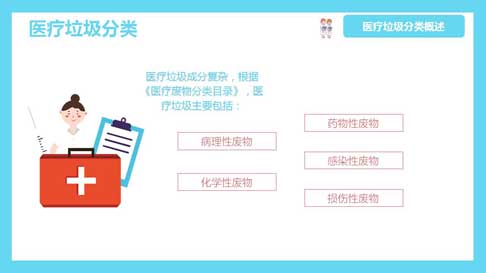 医疗垃圾分类
医疗垃圾分类概述
医疗垃圾成分复杂，根据
《医疗废物分类目录》，医
疗垃圾主要包括：
病理性废物
化学性废物
药物性废物
感染性废物
损伤性废物